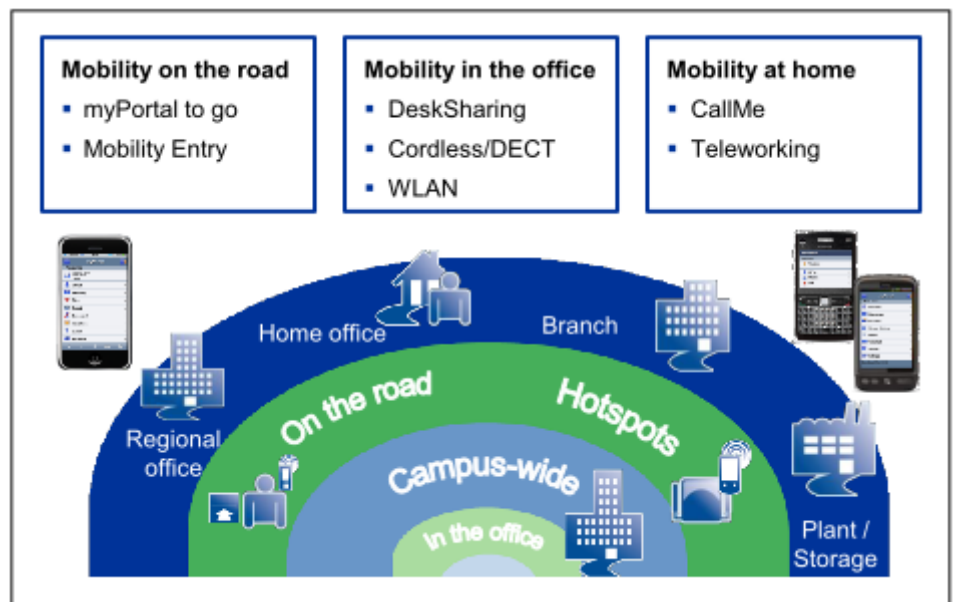 Mobility on the road
▪ myPortal to go
▪ Mobility Entry
Mobility in the office
▪ DeskSharing
▪ Cordless/DECT
▪ WLAN
Mobility at home
▪ CallMe
▪ Teleworking
Home office
Branch
Regional
office
On the road
Hotspots
Campus-wide
In the office
Plant /
Storage